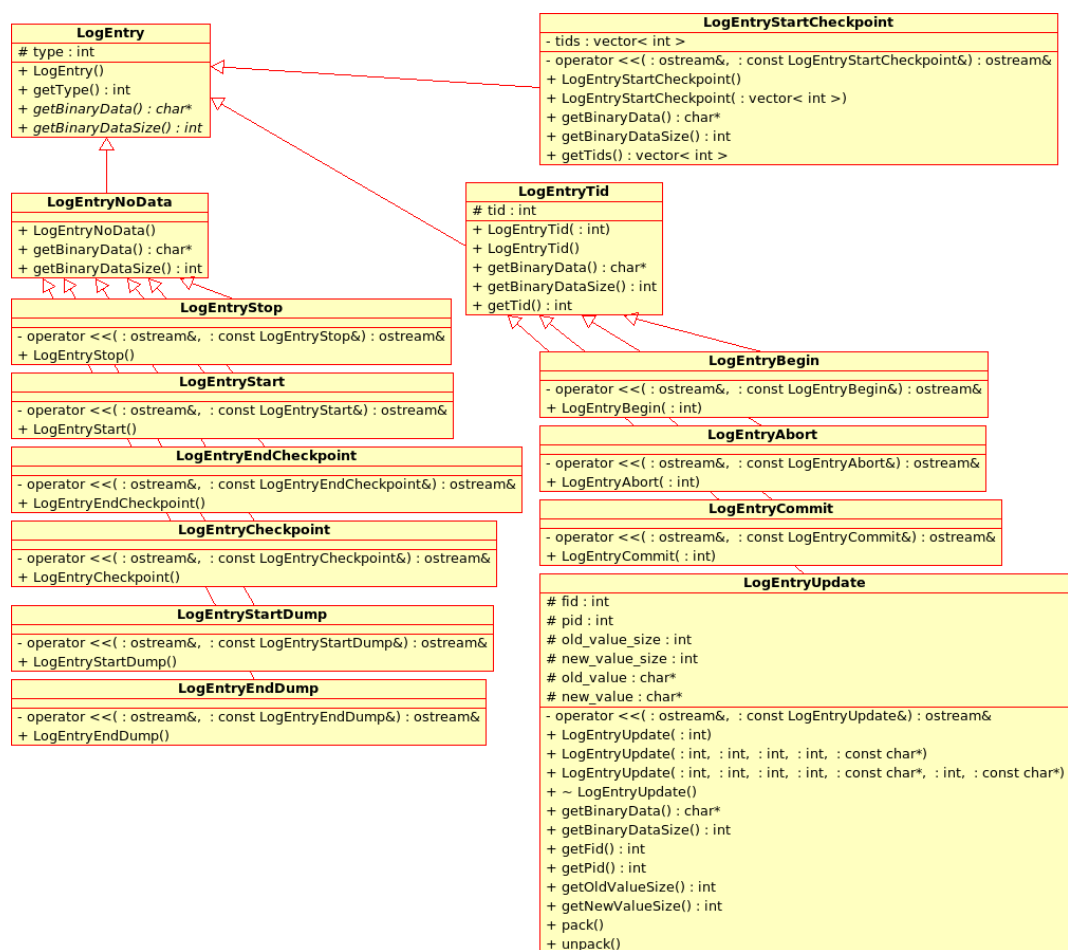 LogEntry
# type : int
+ LogEntry()
+ getType() : int
+ getBinaryData() : char*
+ getBinaryDataSize() : int
LogEntryStartCheckpoint
- tids : vector< int >
- operator <<( : ostream&,  : const LogEntryStartCheckpoint&) : ostream&
+ LogEntryStartCheckpoint()
+ LogEntryStartCheckpoint( : vector< int >)
+ getBinaryData() : char*
+ getBinaryDataSize() : int
+ getTids() : vector< int >
LogEntryNoData
+ LogEntryNoData()
+ getBinaryData() : char*
+ getBinaryDataSize() : int
LogEntryTid
# tid : int
+ LogEntryTid( : int)
+ LogEntryTid()
+ getBinaryData() : char*
+ getBinaryDataSize() : int
+ getTid() : int
LogEntryStop
- operator <<( : ostream&,  : const LogEntryStop&) : ostream&
+ LogEntryStop()
LogEntryStart
- operator <<( : ostream&,  : const LogEntryStart&) : ostream&
+ LogEntryStart()
LogEntryEndCheckpoint
- operator <<( : ostream&,  : const LogEntryEndCheckpoint&) : ostream&
+ LogEntryEndCheckpoint()
LogEntryCheckpoint
- operator <<( : ostream&,  : const LogEntryCheckpoint&) : ostream&
+ LogEntryCheckpoint()
LogEntryStartDump
- operator <<( : ostream&,  : const LogEntryStartDump&) : ostream&
+ LogEntryStartDump()
LogEntryEndDump
- operator <<( : ostream&,  : const LogEntryEndDump&) : ostream&
+ LogEntryEndDump()
LogEntryBegin
- operator <<( : ostream&,  : const LogEntryBegin&) : ostream&
+ LogEntryBegin( : int)
LogEntryAbort
- operator <<( : ostream&,  : const LogEntryAbort&) : ostream&
+ LogEntryAbort( : int)
LogEntryCommit
- operator <<( : ostream&,  : const LogEntryCommit&) : ostream&
+ LogEntryCommit( : int)
LogEntryUpdate
# fid : int
# pid : int
# old_value_size : int
# new_value_size : int
# old_value : char*
# new_value : char*
- operator <<( : ostream&,  : const LogEntryUpdate&) : ostream&
+ LogEntryUpdate( : int)
+ LogEntryUpdate( : int,  : int,  : int,  : int,  : const char*)
+ LogEntryUpdate( : int,  : int,  : int,  : int,  : const char*,  : int,  : const char*)
+ ~ LogEntryUpdate()
+ getBinaryData() : char*
+ getBinaryDataSize() : int
+ getFid() : int
+ getPid() : int
+ getOldValueSize() : int
+ getNewValueSize() : int
+ pack()
+ unpack()